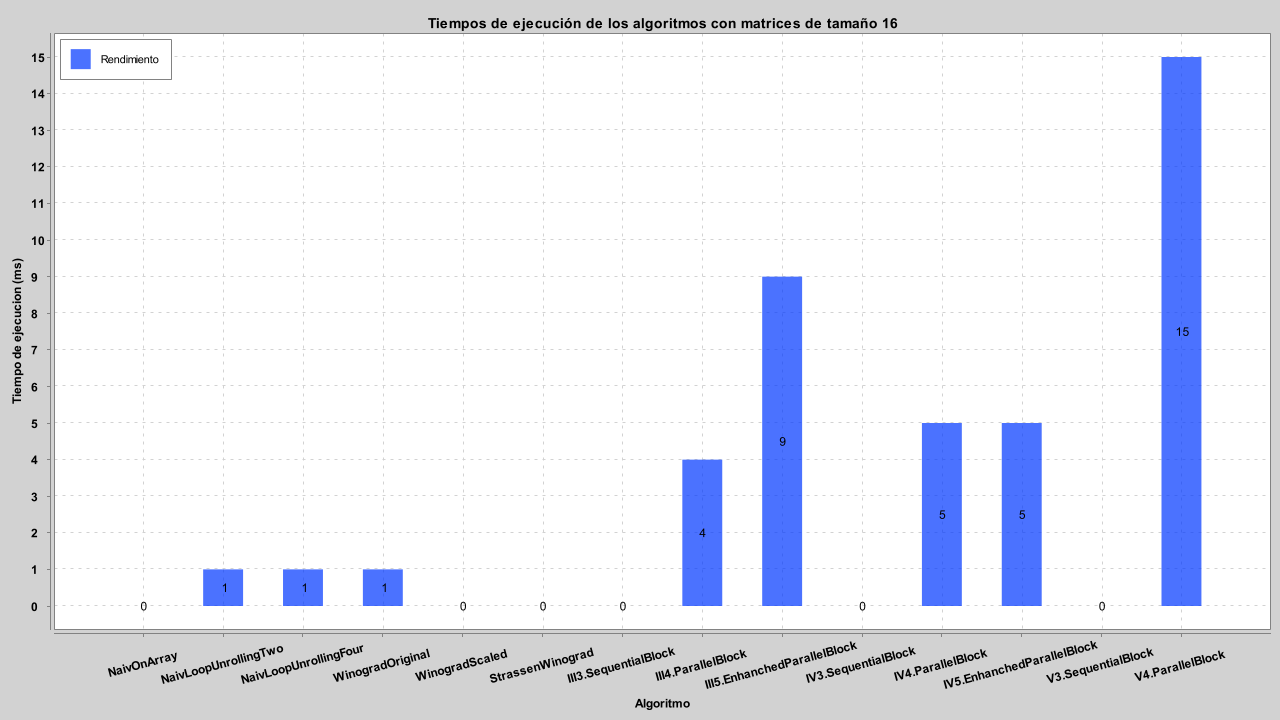 Tiempos de ejecución de los algoritmos con matrices de tamaño 16
Rendimiento
Tiempo de ejecucion (ms)
15
14
13
12
11
10
9
8
7
6
5
4
3
2
1
0
0
1
1
1
0
0
0
4
9
0
5
5
0
15
NaivOnArray
NaivLoopUnrollingTwo
NaivLoopUnrollingFour
WinogradOriginal
WinogradScaled
StrassenWinograd
III3.SequentialBlock
III4.ParallelBlock
III5.EnhanchedParallelBlock
IV3.SequentialBlock
IV4.ParallelBlock
IV5.EnhanchedParallelBlock
V3.SequentialBlock
V4.ParallelBlock
Algoritmo